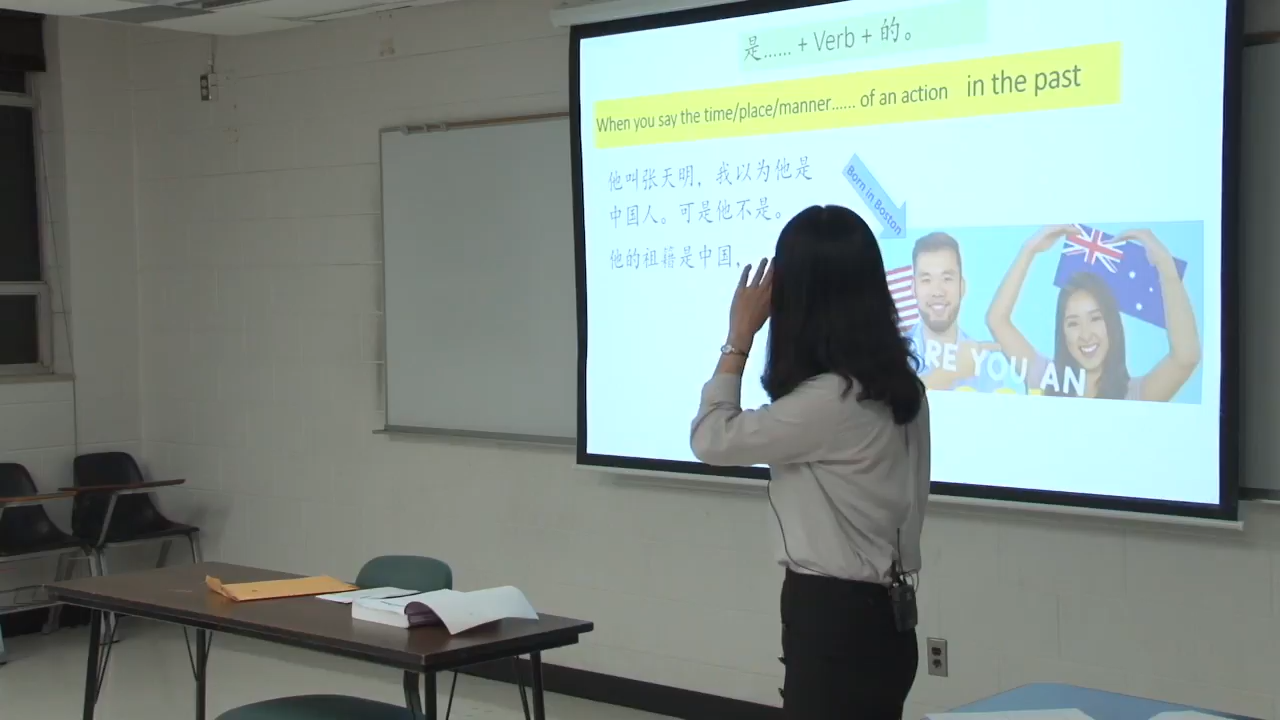 是…… + Verb + 的。
When you say the time/place/manner…… of an action in the past
他叫张天明，我以为他是
中国人。可是他不是。
他的祖籍是中国，
Born in Boston
ARE YOU AN